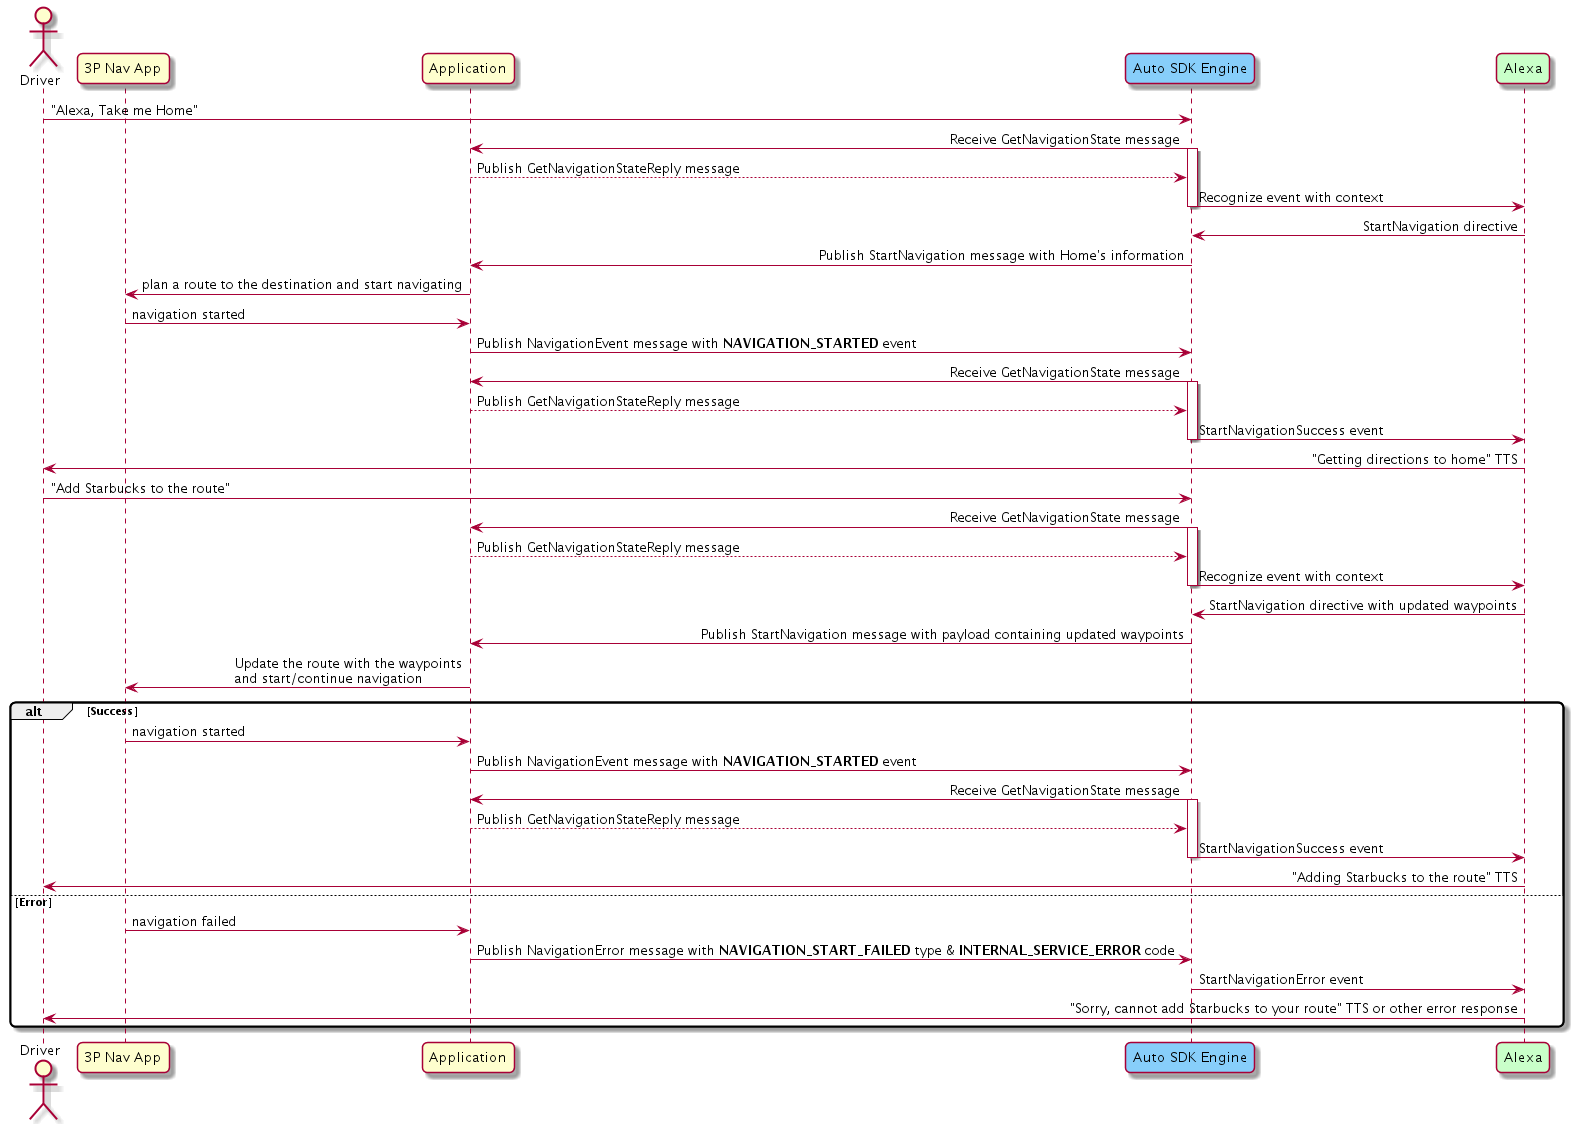 Driver
3P Nav App
Application
Auto SDK Engine
Alexa
"Alexa, Take me Home"
Receive GetNavigationState message
Publish GetNavigationStateReply message
Recognize event with context
StartNavigation directive
Publish StartNavigation message with Home's information
plan a route to the destination and start navigating
navigation started
Publish NavigationEvent message with NAVIGATION_STARTED event
Receive GetNavigationState message
Publish GetNavigationStateReply message
StartNavigationSuccess event
"Getting directions to home" TTS
"Add Starbucks to the route"
Receive GetNavigationState message
Publish GetNavigationStateReply message
Recognize event with context
StartNavigation directive with updated waypoints
Publish StartNavigation message with payload containing updated waypoints
Update the route with the waypoints
and start/continue navigation
alt [Success]
navigation started
Publish NavigationEvent message with NAVIGATION_STARTED event
Receive GetNavigationState message
Publish GetNavigationStateReply message
StartNavigationSuccess event
"Adding Starbucks to the route" TTS
[Error]
navigation failed
Publish NavigationError message with NAVIGATION_START_FAILED type & INTERNAL_SERVICE_ERROR code
StartNavigationError event
"Sorry, cannot add Starbucks to your route" TTS or other error response
Driver
3P Nav App
Application
Auto SDK Engine
Alexa